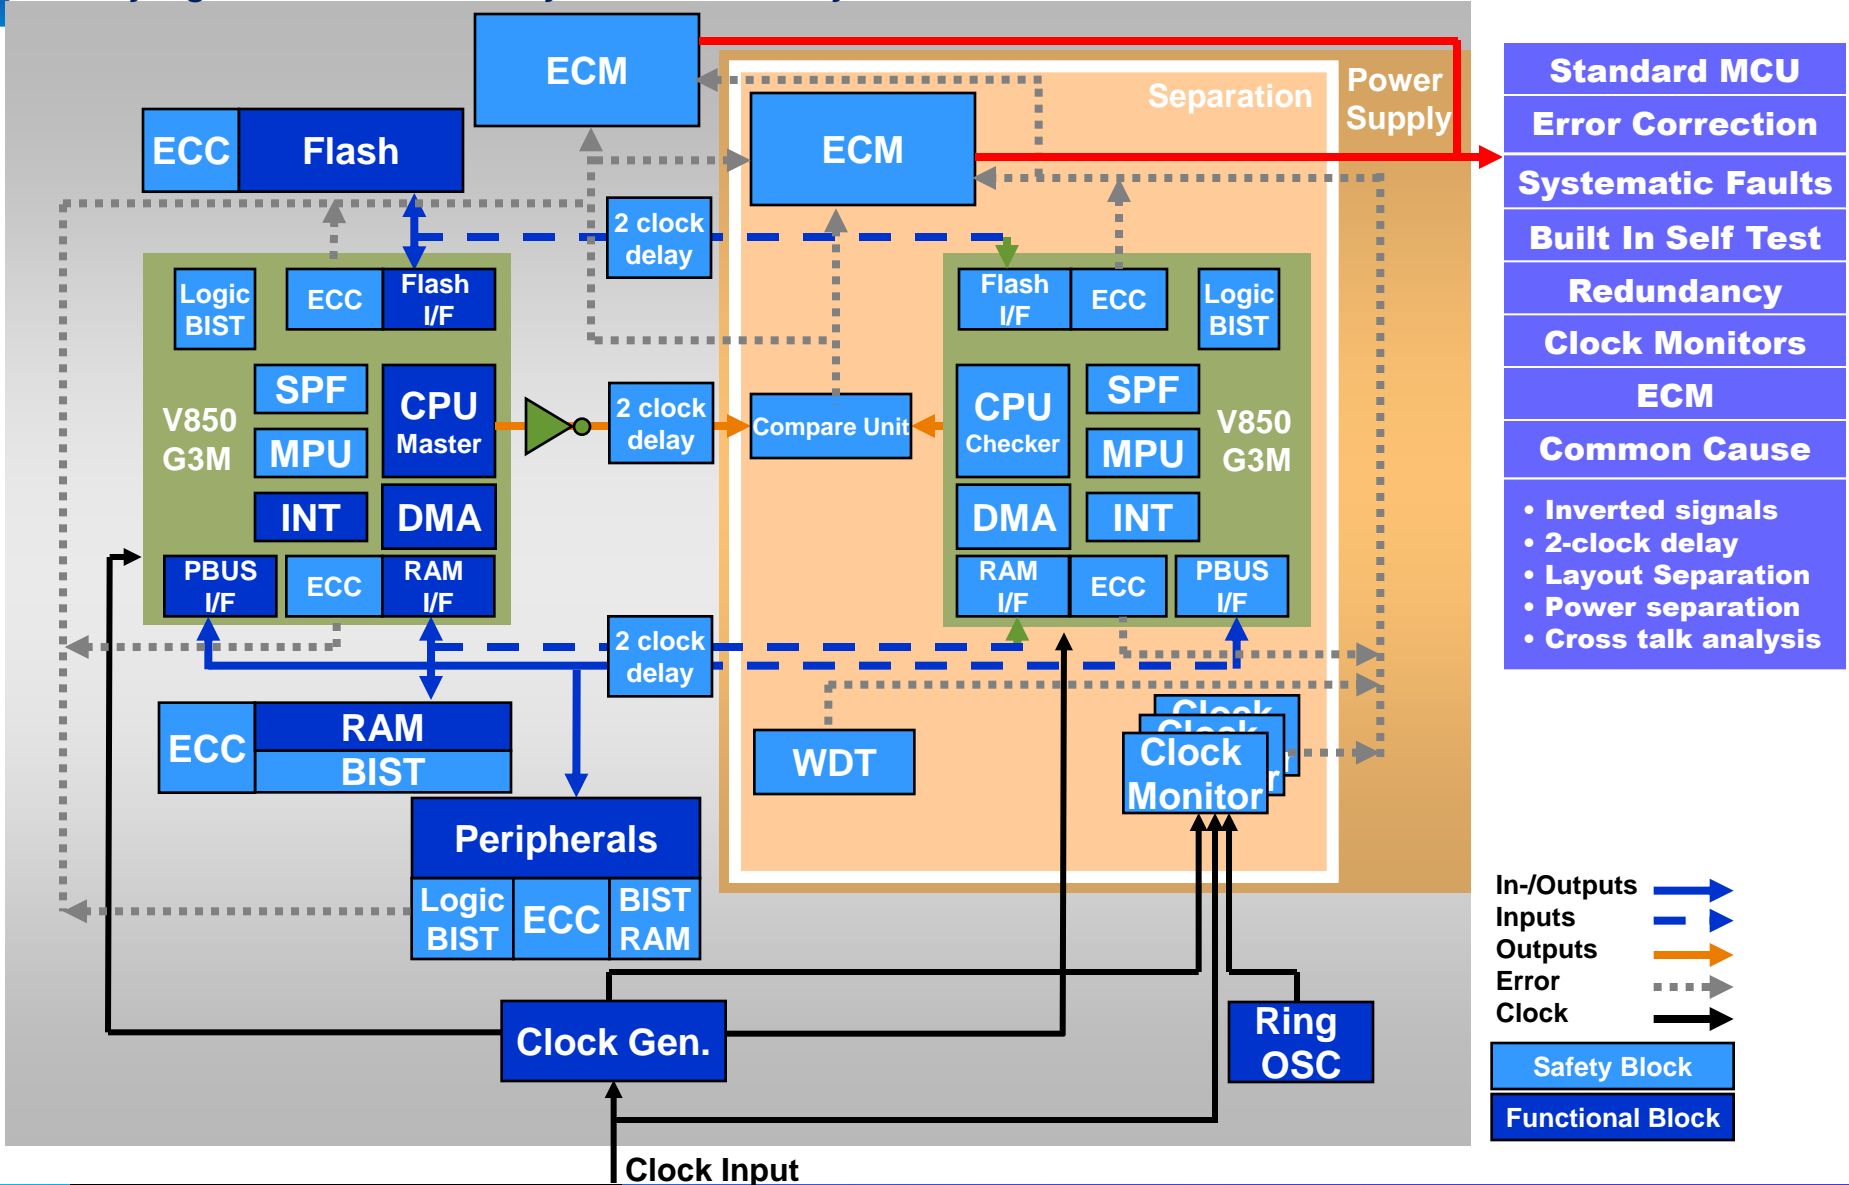 ECM
Separation
Power
Supply
ECM
ECC
Flash
2 clock
delay
Logic
BIST
ECC
Flash
I/F
Flash
I/F
ECC
Logic
BIST
SPF
CPU
Master
V850
G3M
MPU
INT
DMA
2 clock
delay
Compare Unit
CPU
Checker
SPF
MPU
V850
G3M
DMA
INT
PBUS
I/F
ECC
RAM
I/F
RAM
I/F
ECC
PBUS
I/F
2 clock
delay
ECC
RAM
BIST
WDT
Clock
Clock
Clock
Monitor
Peripherals
Logic
BIST
ECC
BIST
RAM
Clock Gen.
Ring
OSC
Clock Input
Standard MCU
Error Correction
Systematic Faults
Built In Self Test
Redundancy
Clock Monitors
ECM
Common Cause
• Inverted signals
• 2-clock delay
• Layout Separation
• Power separation
• Cross talk analysis
In-/Outputs
Inputs
Outputs
Error
Clock
Safety Block
Functional Block